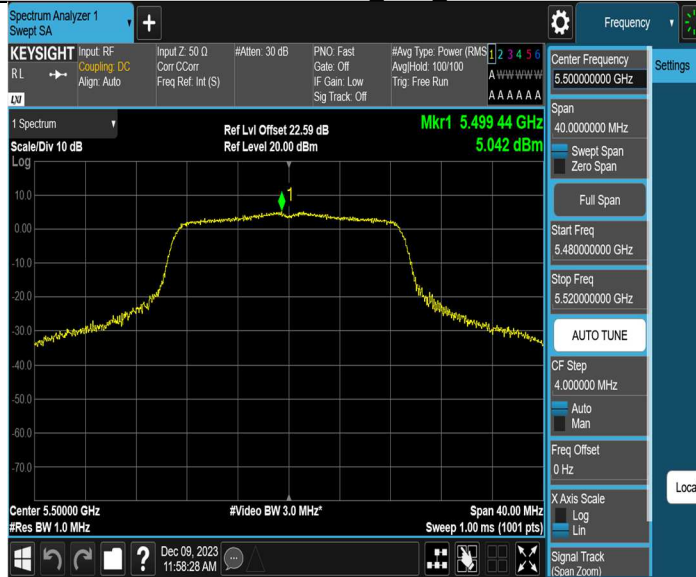 Spectrum Analyzer 1
Swept SA
Frequency
KEYSIGHT
RL
LXI
Input: RF
Coupling: DC
Align: Auto
Input Z: 50 Ω
Corr CCorr
Freq Ref: Int (S)
#Atten: 30 dB
PNO: Fast
Gate: Off
IF Gain: Low
Sig Track: Off
#Avg Type: Power (RMS
Avg|Hold: 100/100
Trig: Free Run
1 2 3 4 5 6
A W W W W W
A A A A A A
1 Spectrum
Scale/Div 10 dB
Log
Ref Lvl Offset 22.59 dB
Ref Level 20.00 dBm
Mkr1 5.499 44 GHz
5.042 dBm
1
10.0
0.00
-10.0
-20.0
-30.0
-40.0
-50.0
-60.0
-70.0
Center 5.50000 GHz
#Res BW 1.0 MHz
#Video BW 3.0 MHz*
Span 40.00 MHz
Sweep 1.00 ms (1001 pts)
Center Frequency
5.500000000 GHz
Settings
Span
40.0000000 MHz
Swept Span
Zero Span
Full Span
Start Freq
5.480000000 GHz
Stop Freq
5.520000000 GHz
AUTO TUNE
CF Step
4.000000 MHz
Auto
Man
Freq Offset
0 Hz
X Axis Scale
Log
Lin
Loca
Signal Track
(Span Zoom)
?
Dec 09, 2023
11:58:28 AM